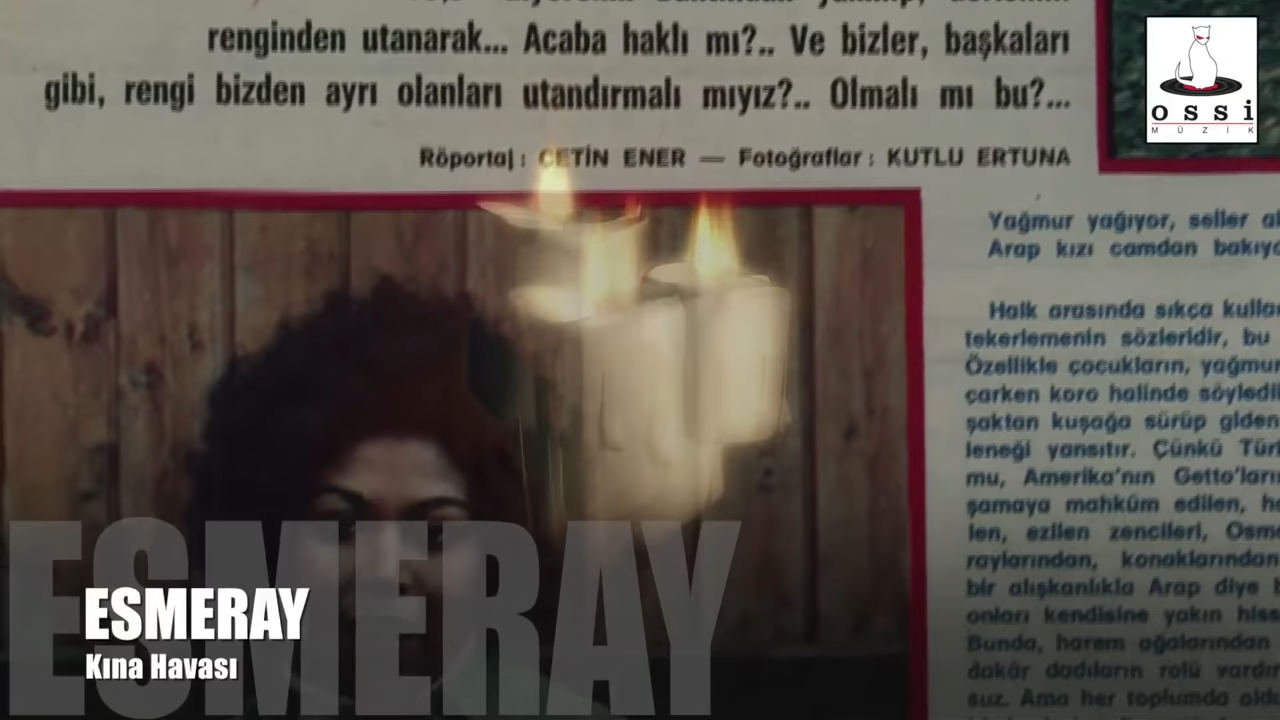 renginden utanarak... Acaba haklı mı?.. Ve bizler, başkaları
gibi, rengi bizden ayrı olanları utandırmalı mıyız?.. Olmalı mı bu?...
Röportaj : ÇETİN ENER — Fotoğraflar : KUTLU ERTUNA
ossi
MÜZİK
Yağmur yağıyor, seller
Arap kızı camdan
Halk arasında sıkça
tekerlemenin sözleridir, bu
Özellikle çocukların,
çarken koro halinde
şaktan kuşağa sürüp giden
leneği yansıtır. Çünkü
mu, Amerika'nın
şamaya mahkûm edilen,
len, ezilen zencileri,
raylarından, konaklarından
bir alışkanlıkla Arap diye
onları kendisine yakın
Bunda, harem ağalarından
dakâr dadıların rolü
suz. Ama her toplumda
ESMERAY
ESMERAY
Kına Havası